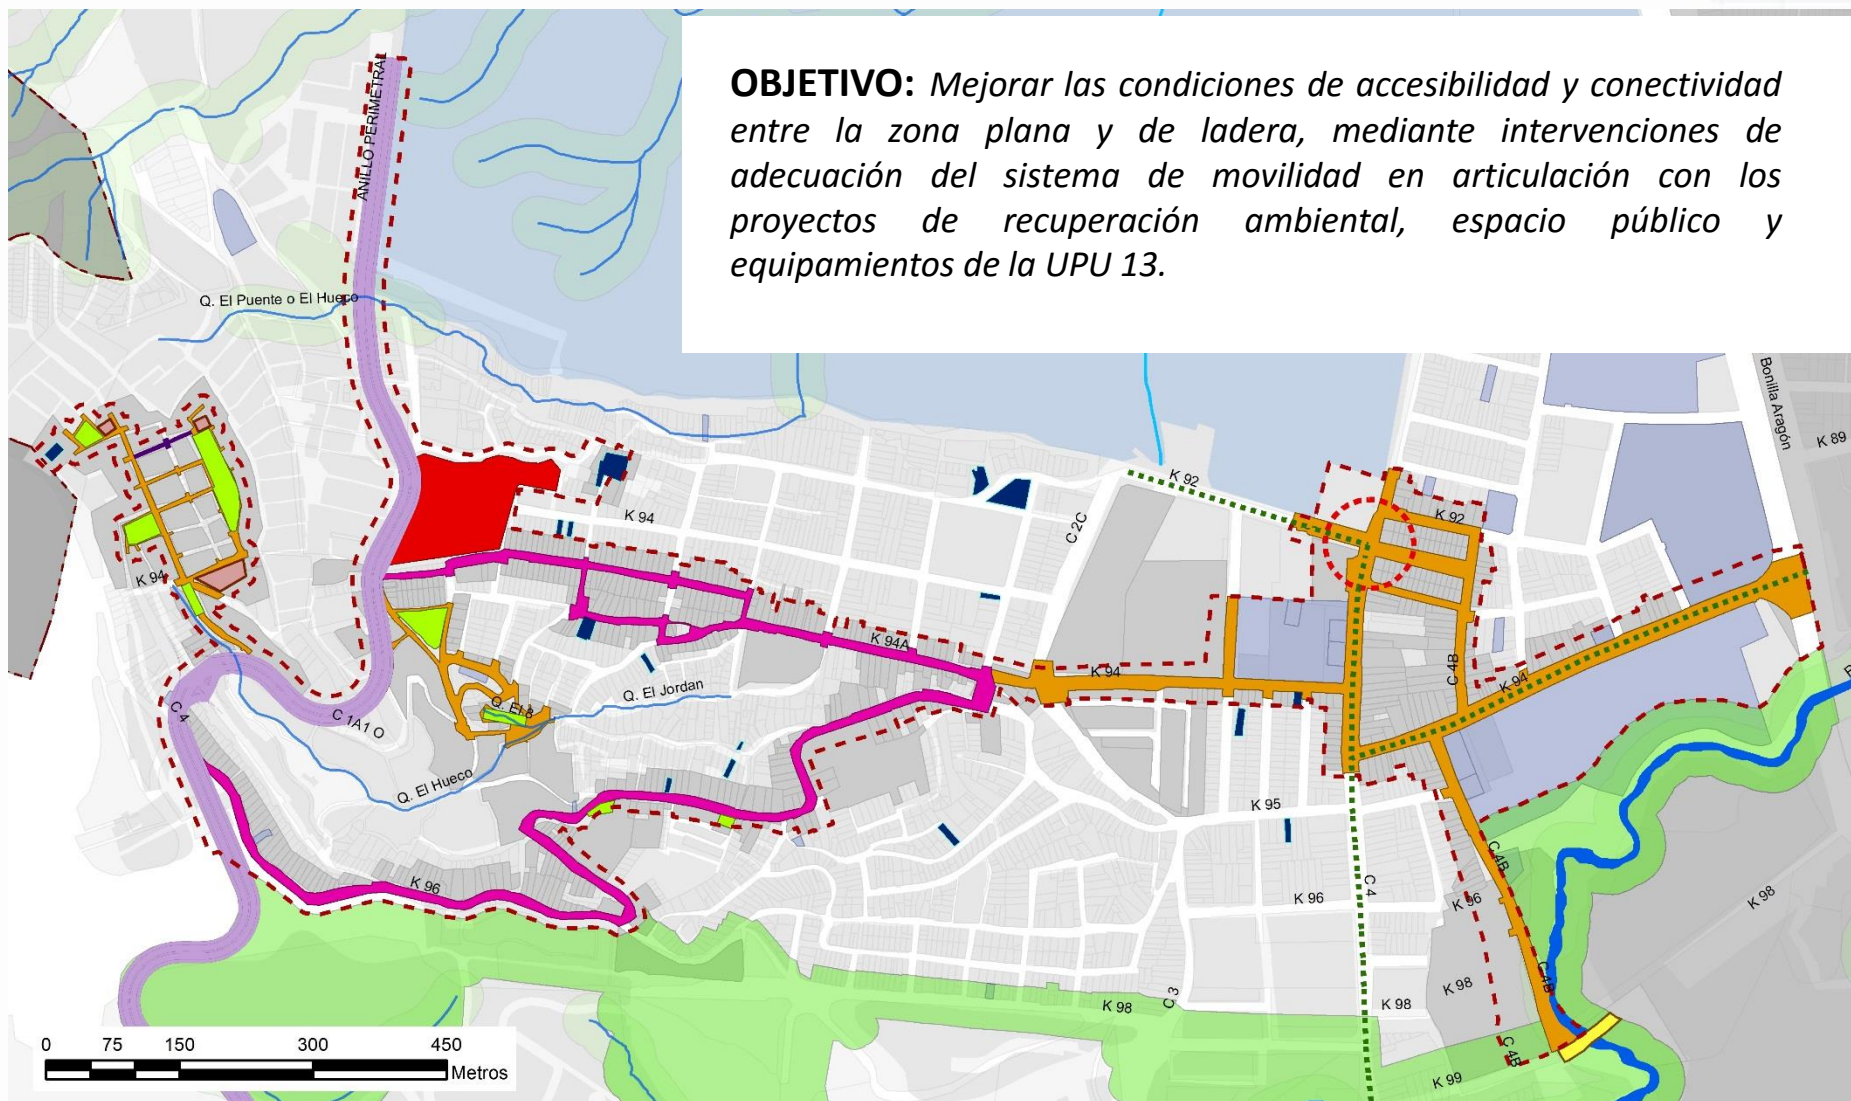 OBJETIVO: Mejorar las condiciones de accesibilidad y conectividad
entre la zona plana y de ladera, mediante intervenciones de
adecuación del sistema de movilidad en articulación con los
proyectos de recuperación ambiental, espacio público y
equipamientos de la UPU 13.
ANILLO PERIMETRAL
Q. El Puente o El Hueco
Bonilla Aragón
K 89
K 92
K 92
K 94
C 2C
K 94
K 94A
K 94
C 4B
K 94
Q. El Jordan
Q. El 8
C 4
C 1A1 O
Q. El Hueco
K 95
K 96
K 96
C 4
K 96
C 4B
K 98
K 98
C 3
K 98
K 98
C 4B
C 4B
K 99
0 75 150 300 450
Metros